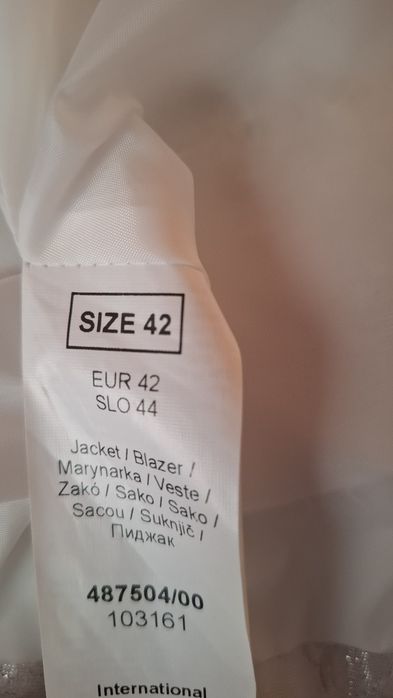 SIZE 42
EUR 42
SLO 44
Jacket / Blazer /
Marynarka / Veste /
Zakó / Sako / Sako /
Sacou / Suknjič /
Пиджак
487504/00
103161
International